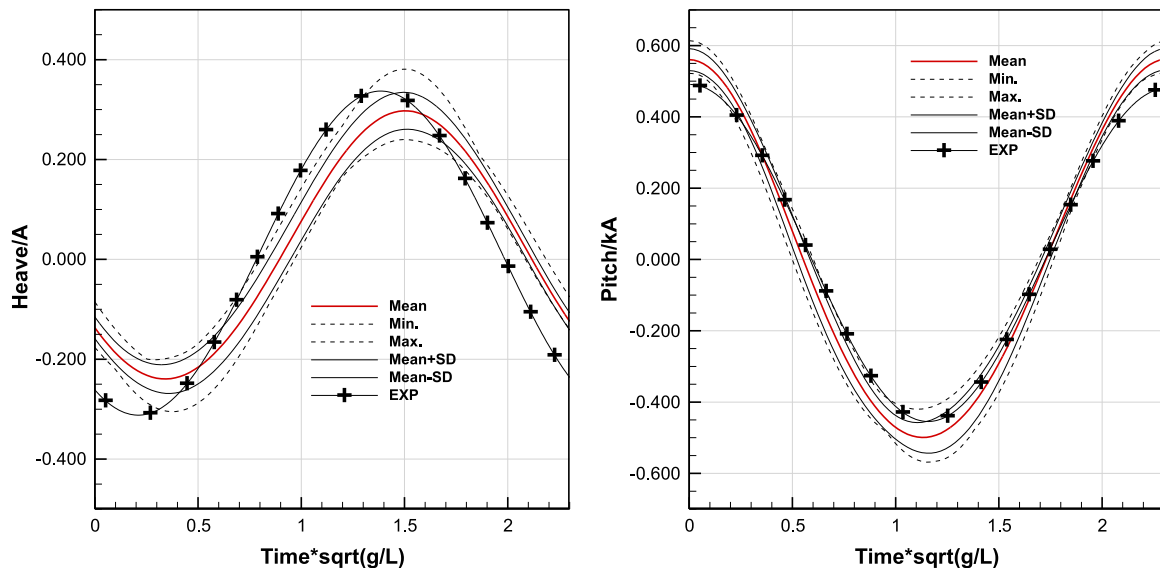 Heave/A
0.400
0.200
0.000
-0.200
-0.400
0
0.5
1
1.5
2
Time*sqrt(g/L)
Mean
Min.
Max.
Mean+SD
Mean-SD
EXP
Pitch/kA
0.600
0.400
0.200
0.000
-0.200
-0.400
-0.600
0
0.5
1
1.5
2
Time*sqrt(g/L)
Mean
Min.
Max.
Mean+SD
Mean-SD
EXP